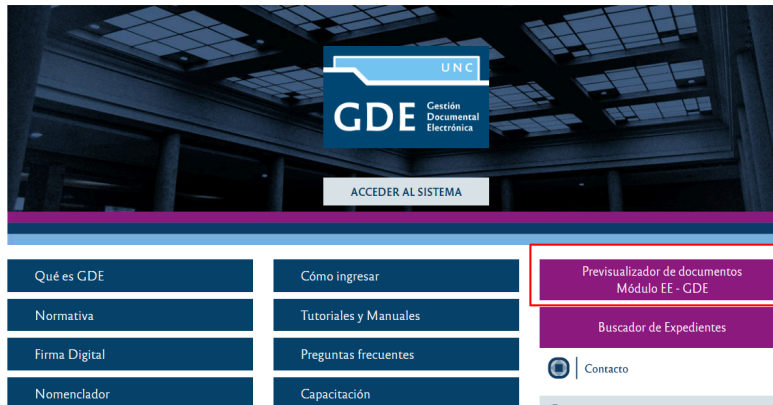 UNC
GDE
Gestión
Documental
Electrónica
ACCEDER AL SISTEMA
Qué es GDE
Normativa
Firma Digital
Nomenclador
Cómo ingresar
Tutoriales y Manuales
Preguntas frecuentes
Capacitación
Previsualizador de documentos
Módulo EE - GDE
Buscador de Expedientes
Contacto